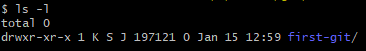 $ ls -l
total 0
drwxr-xr-x 1 K S J 197121 0 Jan 15 12:59 first-git/